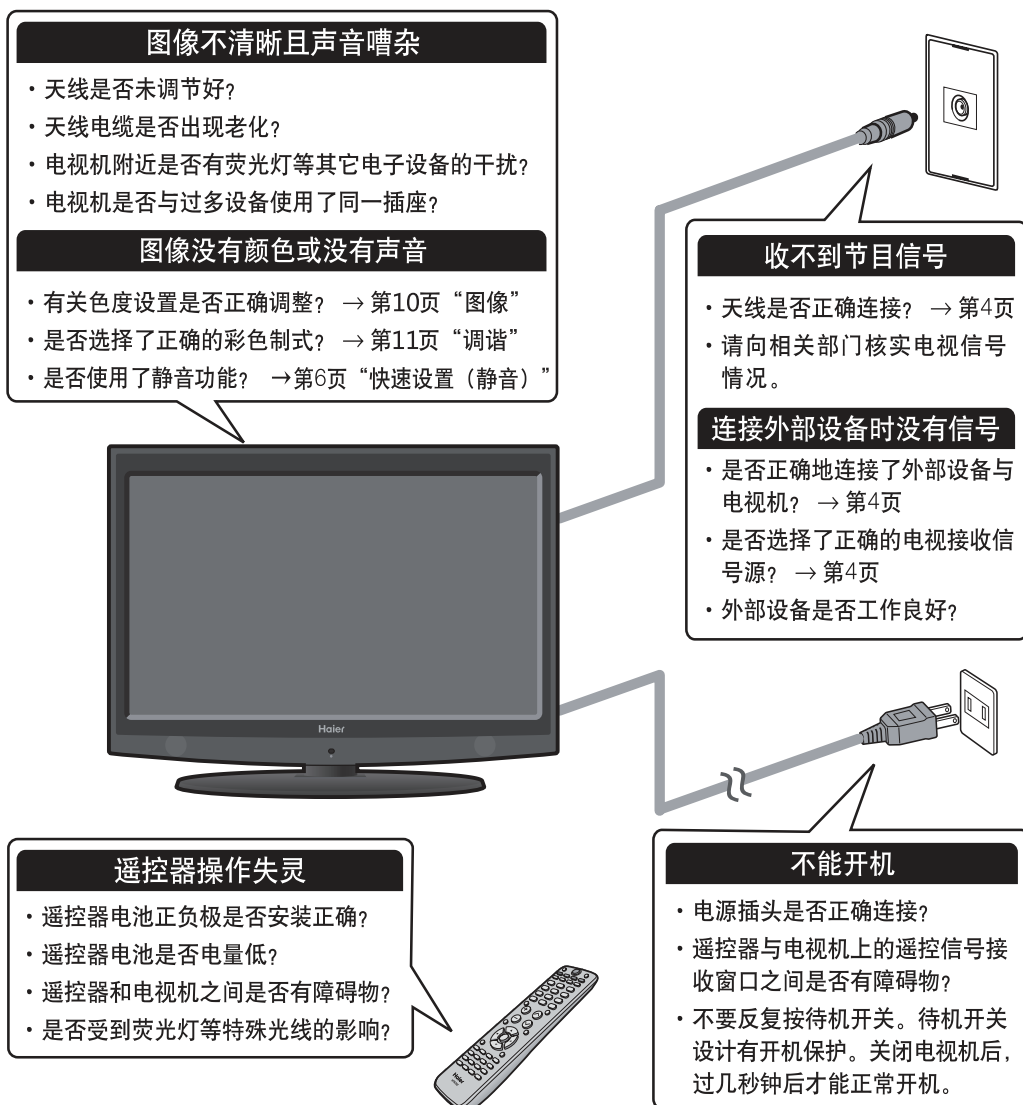 图像不清晰且声音嘈杂
·天线是否未调节好?
·天线电缆是否出现老化?
·电视机附近是否有荧光灯等其它电子设备的干扰?
·电视机是否与过多设备使用了同一插座?
图像没有颜色或没有声音
·有关色度设置是否正确调整? →第10页“图像”
·是否选择了正确的彩色制式? →第11页“调谐”
·是否使用了静音功能? →第6页“快速设置（静音）”
收不到节目信号
·天线是否正确连接? →第4页
·请向相关部门核实电视信号
情况。
连接外部设备时没有信号
·是否正确地连接了外部设备与
电视机? →第4页
·是否选择了正确的电视接收信
号源? →第4页
·外部设备是否工作良好?
Haier
遥控器操作失灵
·遥控器电池正负极是否安装正确?
·遥控器电池是否电量低?
·遥控器和电视机之间是否有障碍物?
·是否受到荧光灯等特殊光线的影响?
Haier
不能开机
·电源插头是否正确连接?
·遥控器与电视机上的遥控信号接
收窗口之间是否有障碍物?
·不要反复按待机开关。待机开关
设计有开机保护。关闭电视机后,
过几秒钟后才能正常开机。